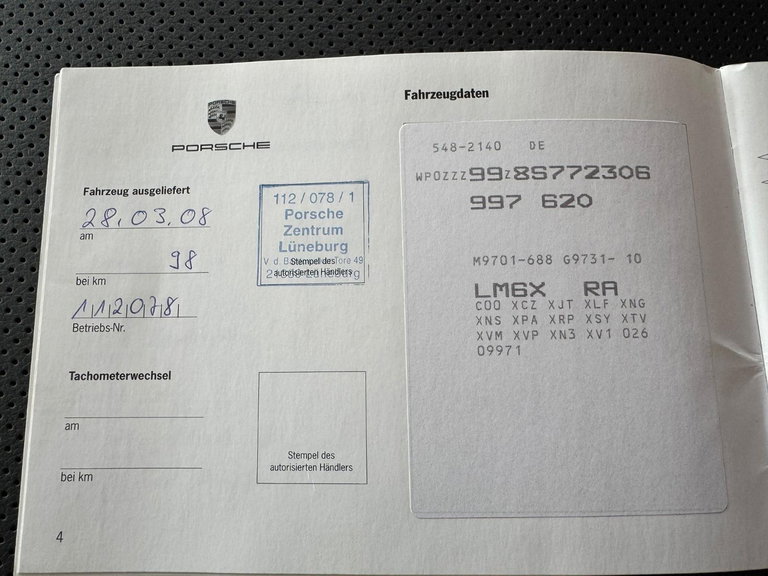 PORSCHE
Fahrzeug ausgeliefert
28.03.08
am
98
bei km
1120781
Betriebs-Nr.
112 / 078 / 1
Porsche
Zentrum
Lüneburg
Stempel des
autorisierten Händlers
Tachometerwechsel
am
bei km
Stempel des
autorisierten Händlers
4
Fahrzeugdaten
548-2140 DE
WPOZZZ99Z8S772306
997 620
M9701-688 G9731- 10
LM6X RA
C00 XCZ XJT XLF XNG
XNS XPA XRP XSY XTV
XVM XVP XN3 XV1 026
09971